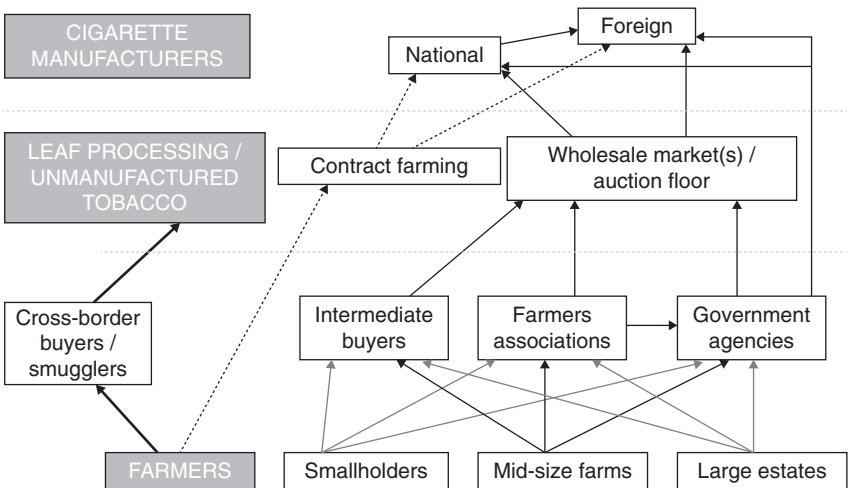 CIGARETTE
MANUFACTURERS
National
Foreign
LEAF PROCESSING /
UNMANUFACTURED
TOBACCO
Contract farming
Wholesale market(s) /
auction floor
Cross-border
buyers /
smugglers
Intermediate
buyers
Farmers
associations
Government
agencies
FARMERS
Smallholders
Mid-size farms
Large estates